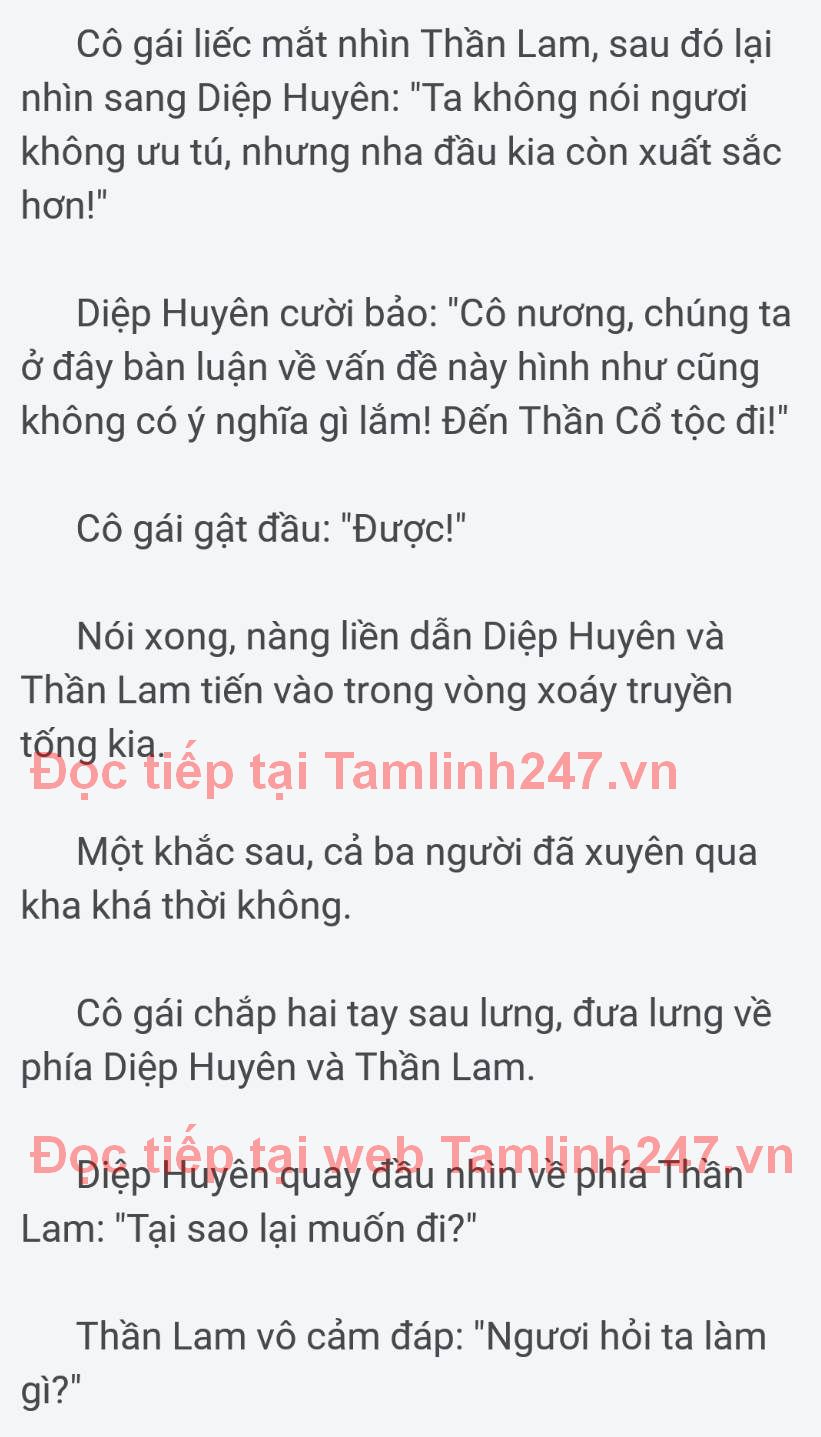 Cô gái liếc mắt nhìn Thần Lam, sau đó lại
nhìn sang Diệp Huyên: "Ta không nói ngươi
không ưu tú, nhưng nha đầu kia còn xuất sắc
hơn!"
Diệp Huyên cười bảo: "Cô nương, chúng ta
ở đây bàn luận về vấn đề này hình như cũng
không có ý nghĩa gì lắm! Đến Thần Cổ tộc đi!"
Cô gái gật đầu: "Được!"
Nói xong, nàng liền dẫn Diệp Huyên và
Thần Lam tiến vào trong vòng xoáy truyền
tống kia.
Đọc tiếp tại Tamlinh247.vn
Một khắc sau, cả ba người đã xuyên qua
kha khá thời không.
Cô gái chắp hai tay sau lưng, đưa lưng về
phía Diệp Huyên và Thần Lam.
Đọc tiếp tại web Tamlinh247.vn
Diệp Huyên quay đầu nhìn về phía Thần
Lam: "Tại sao lại muốn đi?"
Thần Lam vô cảm đáp: "Ngươi hỏi ta làm
gì?"